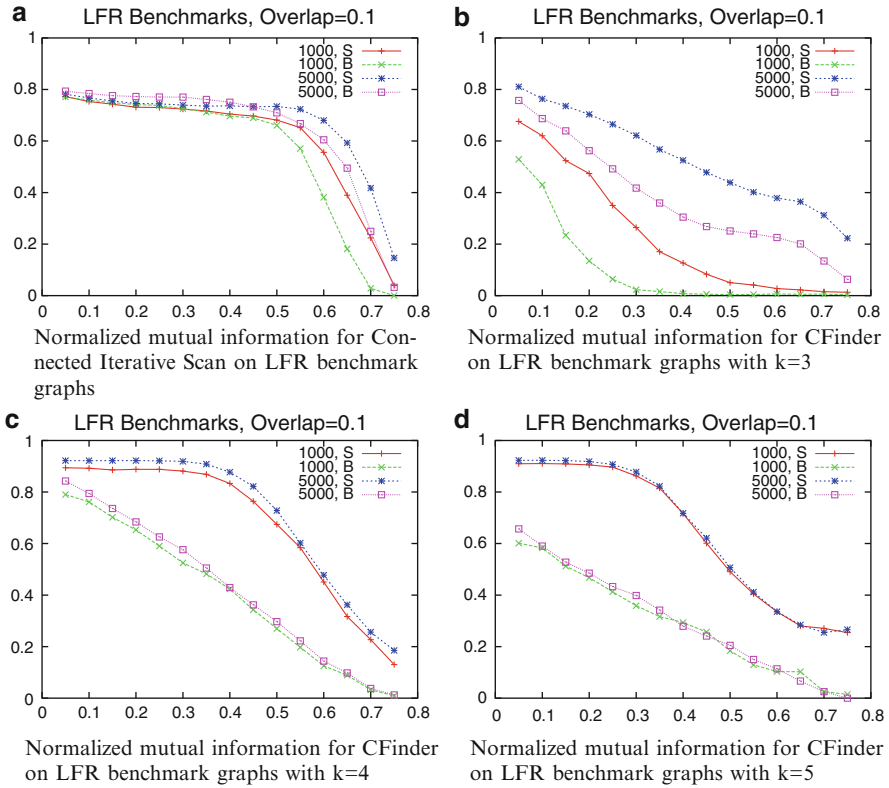 a
LFR Benchmarks, Overlap=0.1
1
0.8
0.6
0.4
0.2
0
0 0.1 0.2 0.3 0.4 0.5 0.6 0.7 0.8
1000, S
1000, B
5000, S
5000, B
Normalized mutual information for Con-
nected Iterative Scan on LFR benchmark
graphs
b
LFR Benchmarks, Overlap=0.1
1
0.8
0.6
0.4
0.2
0
0 0.1 0.2 0.3 0.4 0.5 0.6 0.7 0.8
1000, S
1000, B
5000, S
5000, B
Normalized mutual information for CFinder
on LFR benchmark graphs with k=3
c
LFR Benchmarks, Overlap=0.1
1
0.8
0.6
0.4
0.2
0
0 0.1 0.2 0.3 0.4 0.5 0.6 0.7 0.8
1000, S
1000, B
5000, S
5000, B
Normalized mutual information for CFinder
on LFR benchmark graphs with k=4
d
LFR Benchmarks, Overlap=0.1
1
0.8
0.6
0.4
0.2
0
0 0.1 0.2 0.3 0.4 0.5 0.6 0.7 0.8
1000, S
1000, B
5000, S
5000, B
Normalized mutual information for CFinder
on LFR benchmark graphs with k=5